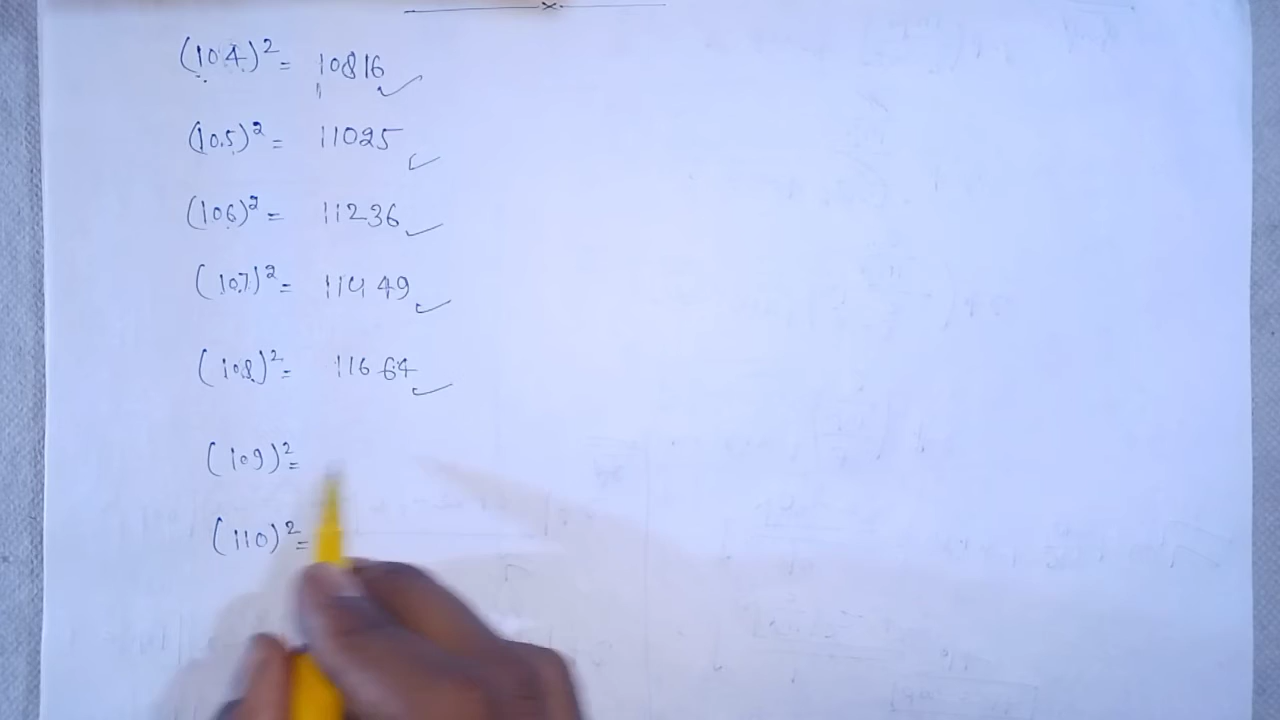 x
(104)² = 10816
(105)² = 11025
(106)² = 11236
(107)² = 11449
(108)² = 11664
(109)² =
(110)² =